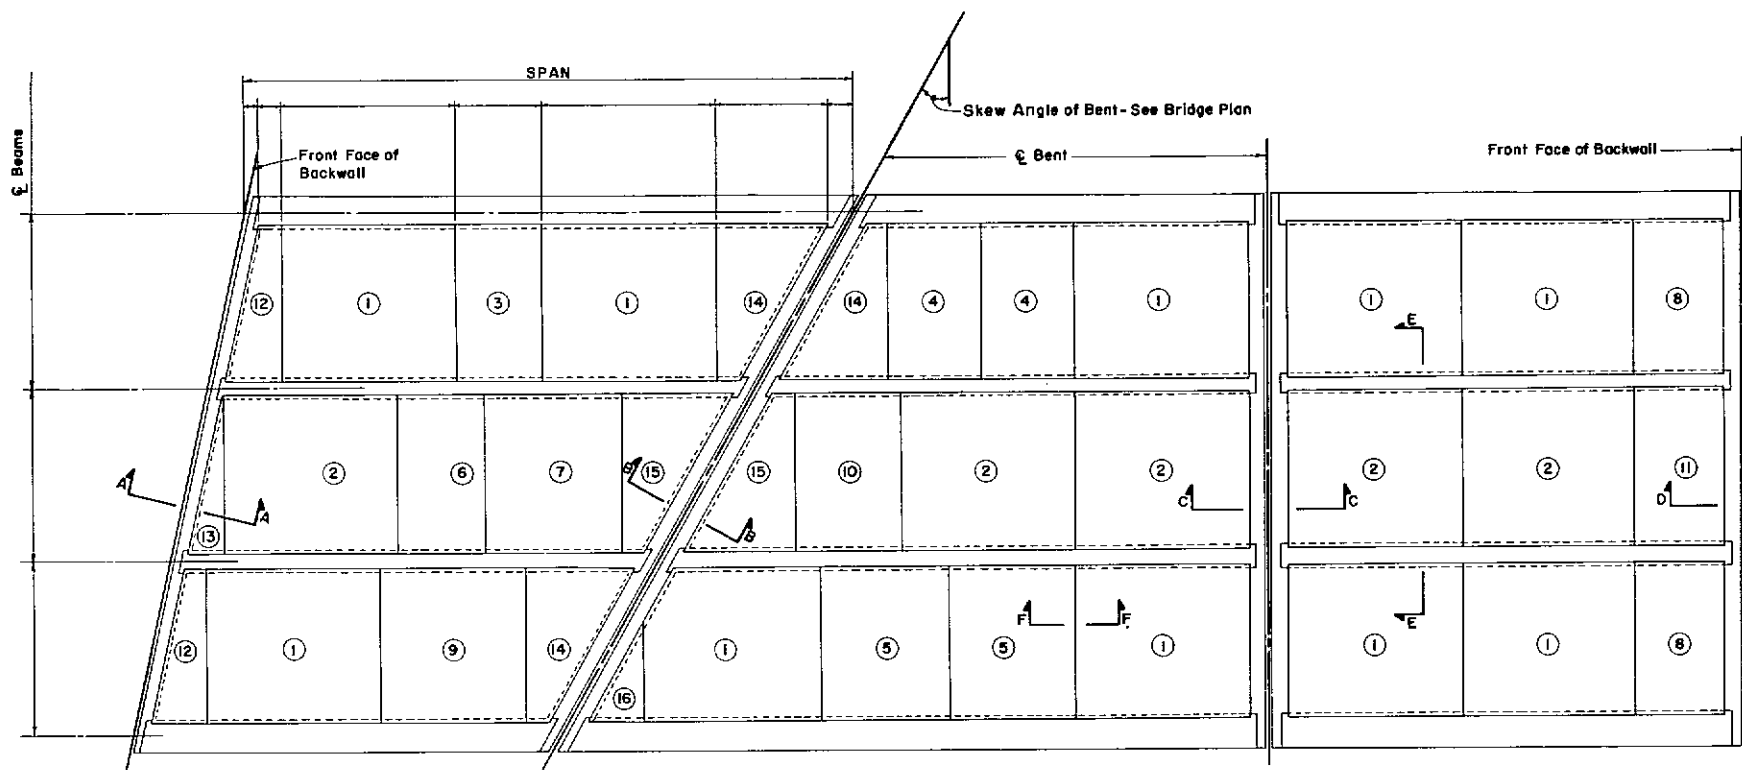 SPAN
Skew Angle of Bent - See Bridge Plan
℄ Beams
Front Face of
Backwall
℄ Bent
Front Face of Backwall
12 1 3 1 14 14 4 4 1 1 1 8
E
2 6 7 15 15 10 2 2 2 2 11
A A B B C C D
13
12 1 9 14 1 5 5 1 1 1 8
F F E
16